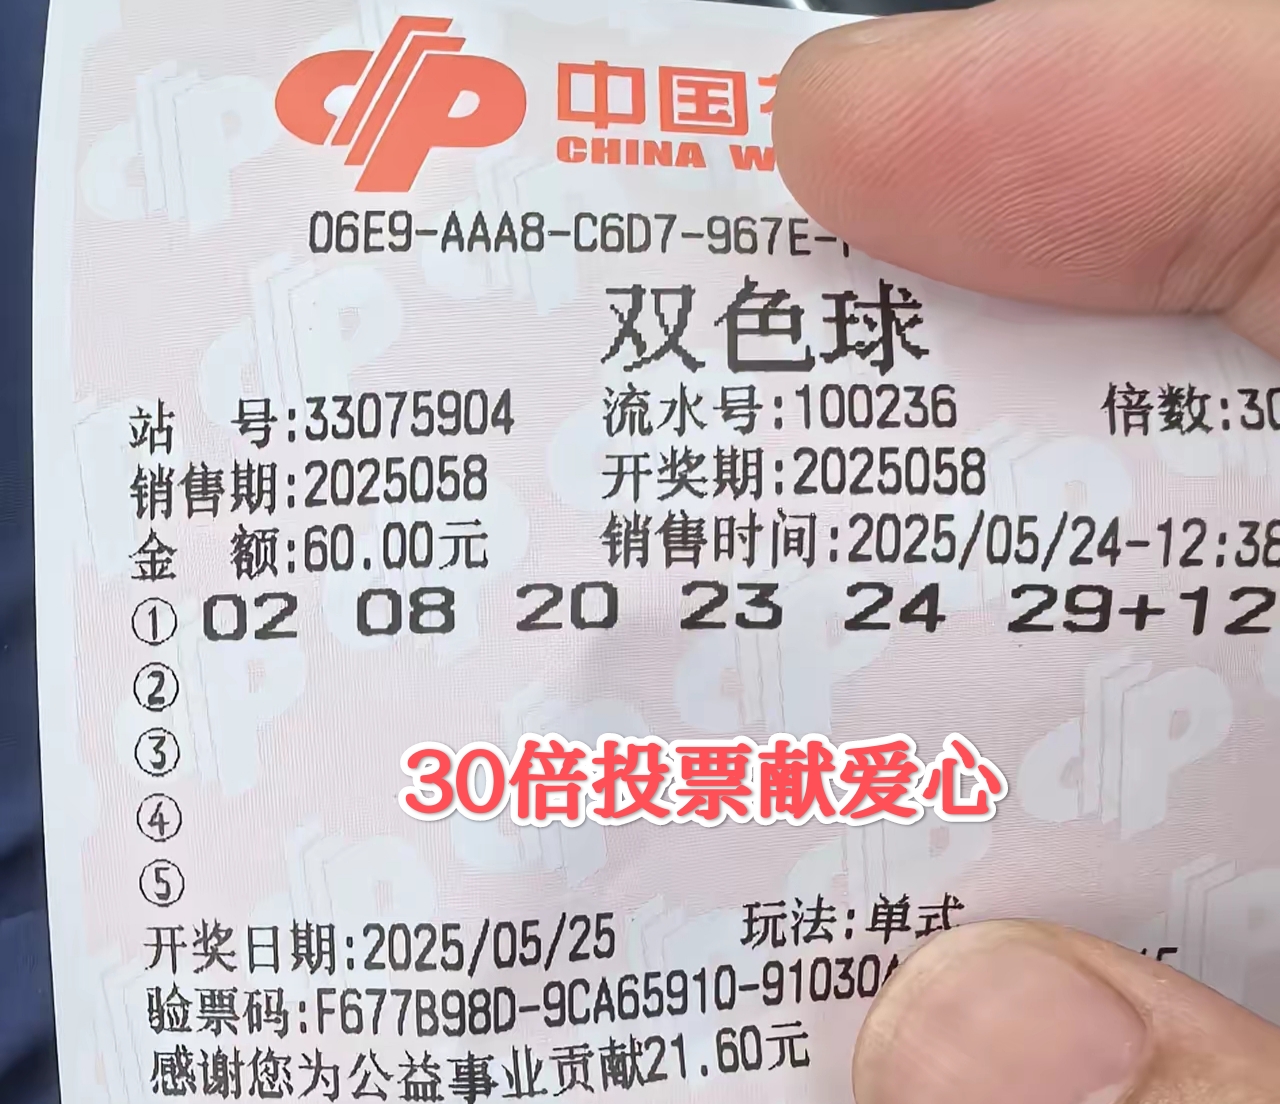 中国
CHINA W
06E9-AAA8-C6D7-967E-
双色球
站 号:33075904 流水号:100236 倍数:30
销售期:2025058 开奖期:2025058
金 额:60.00元 销售时间:2025/05/24-12:38
① 02 08 20 23 24 29+12
②
③
④
⑤
30倍投票献爱心
开奖日期:2025/05/25 玩法:单式
验票码:F677B98D-9CA65910-91030
感谢您为公益事业贡献21.60元